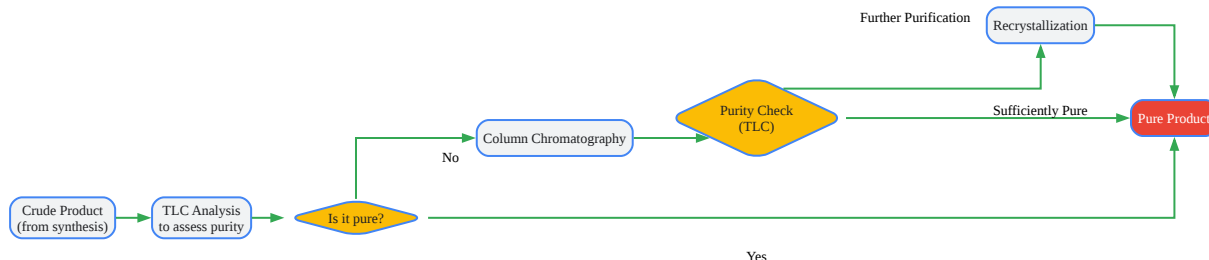 Further Purification
Recrystallization
Purity Check
(TLC)
Sufficiently Pure
Pure Product
Column Chromatography
No
Crude Product
(from synthesis)
TLC Analysis
to assess purity
Is it pure?
Yes